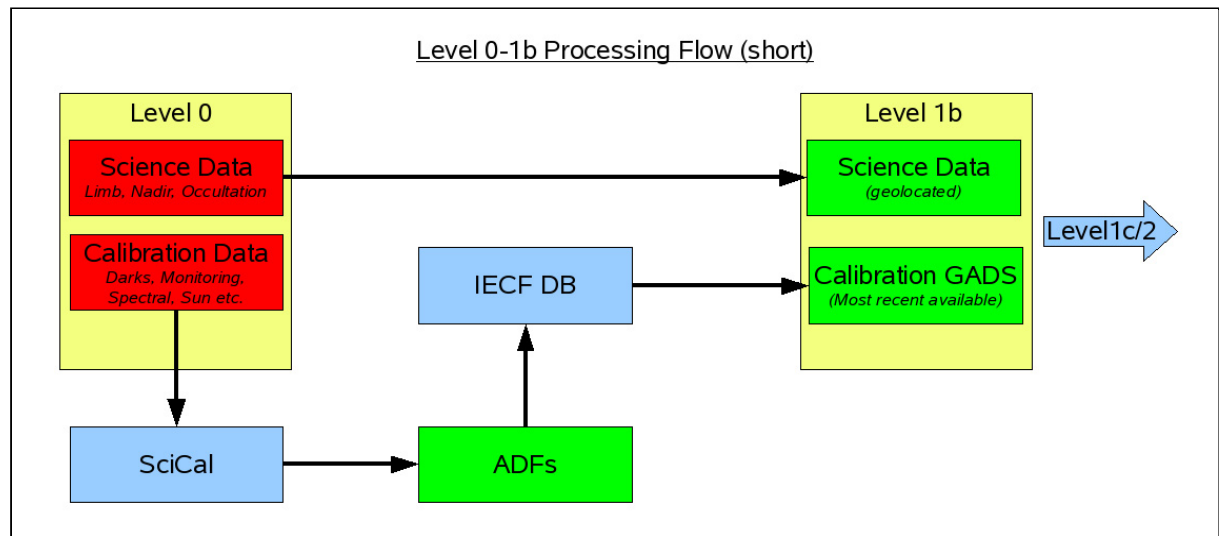 Level 0-1b Processing Flow (short)
Level 0
Science Data
Limb, Nadir, Occultation
Calibration Data
Darks, Monitoring,
Spectral, Sun etc.
SciCal
ADFs
IECF DB
Level 1b
Science Data
(geolocated)
Calibration GADS
(Most recent available)
Level1c/2